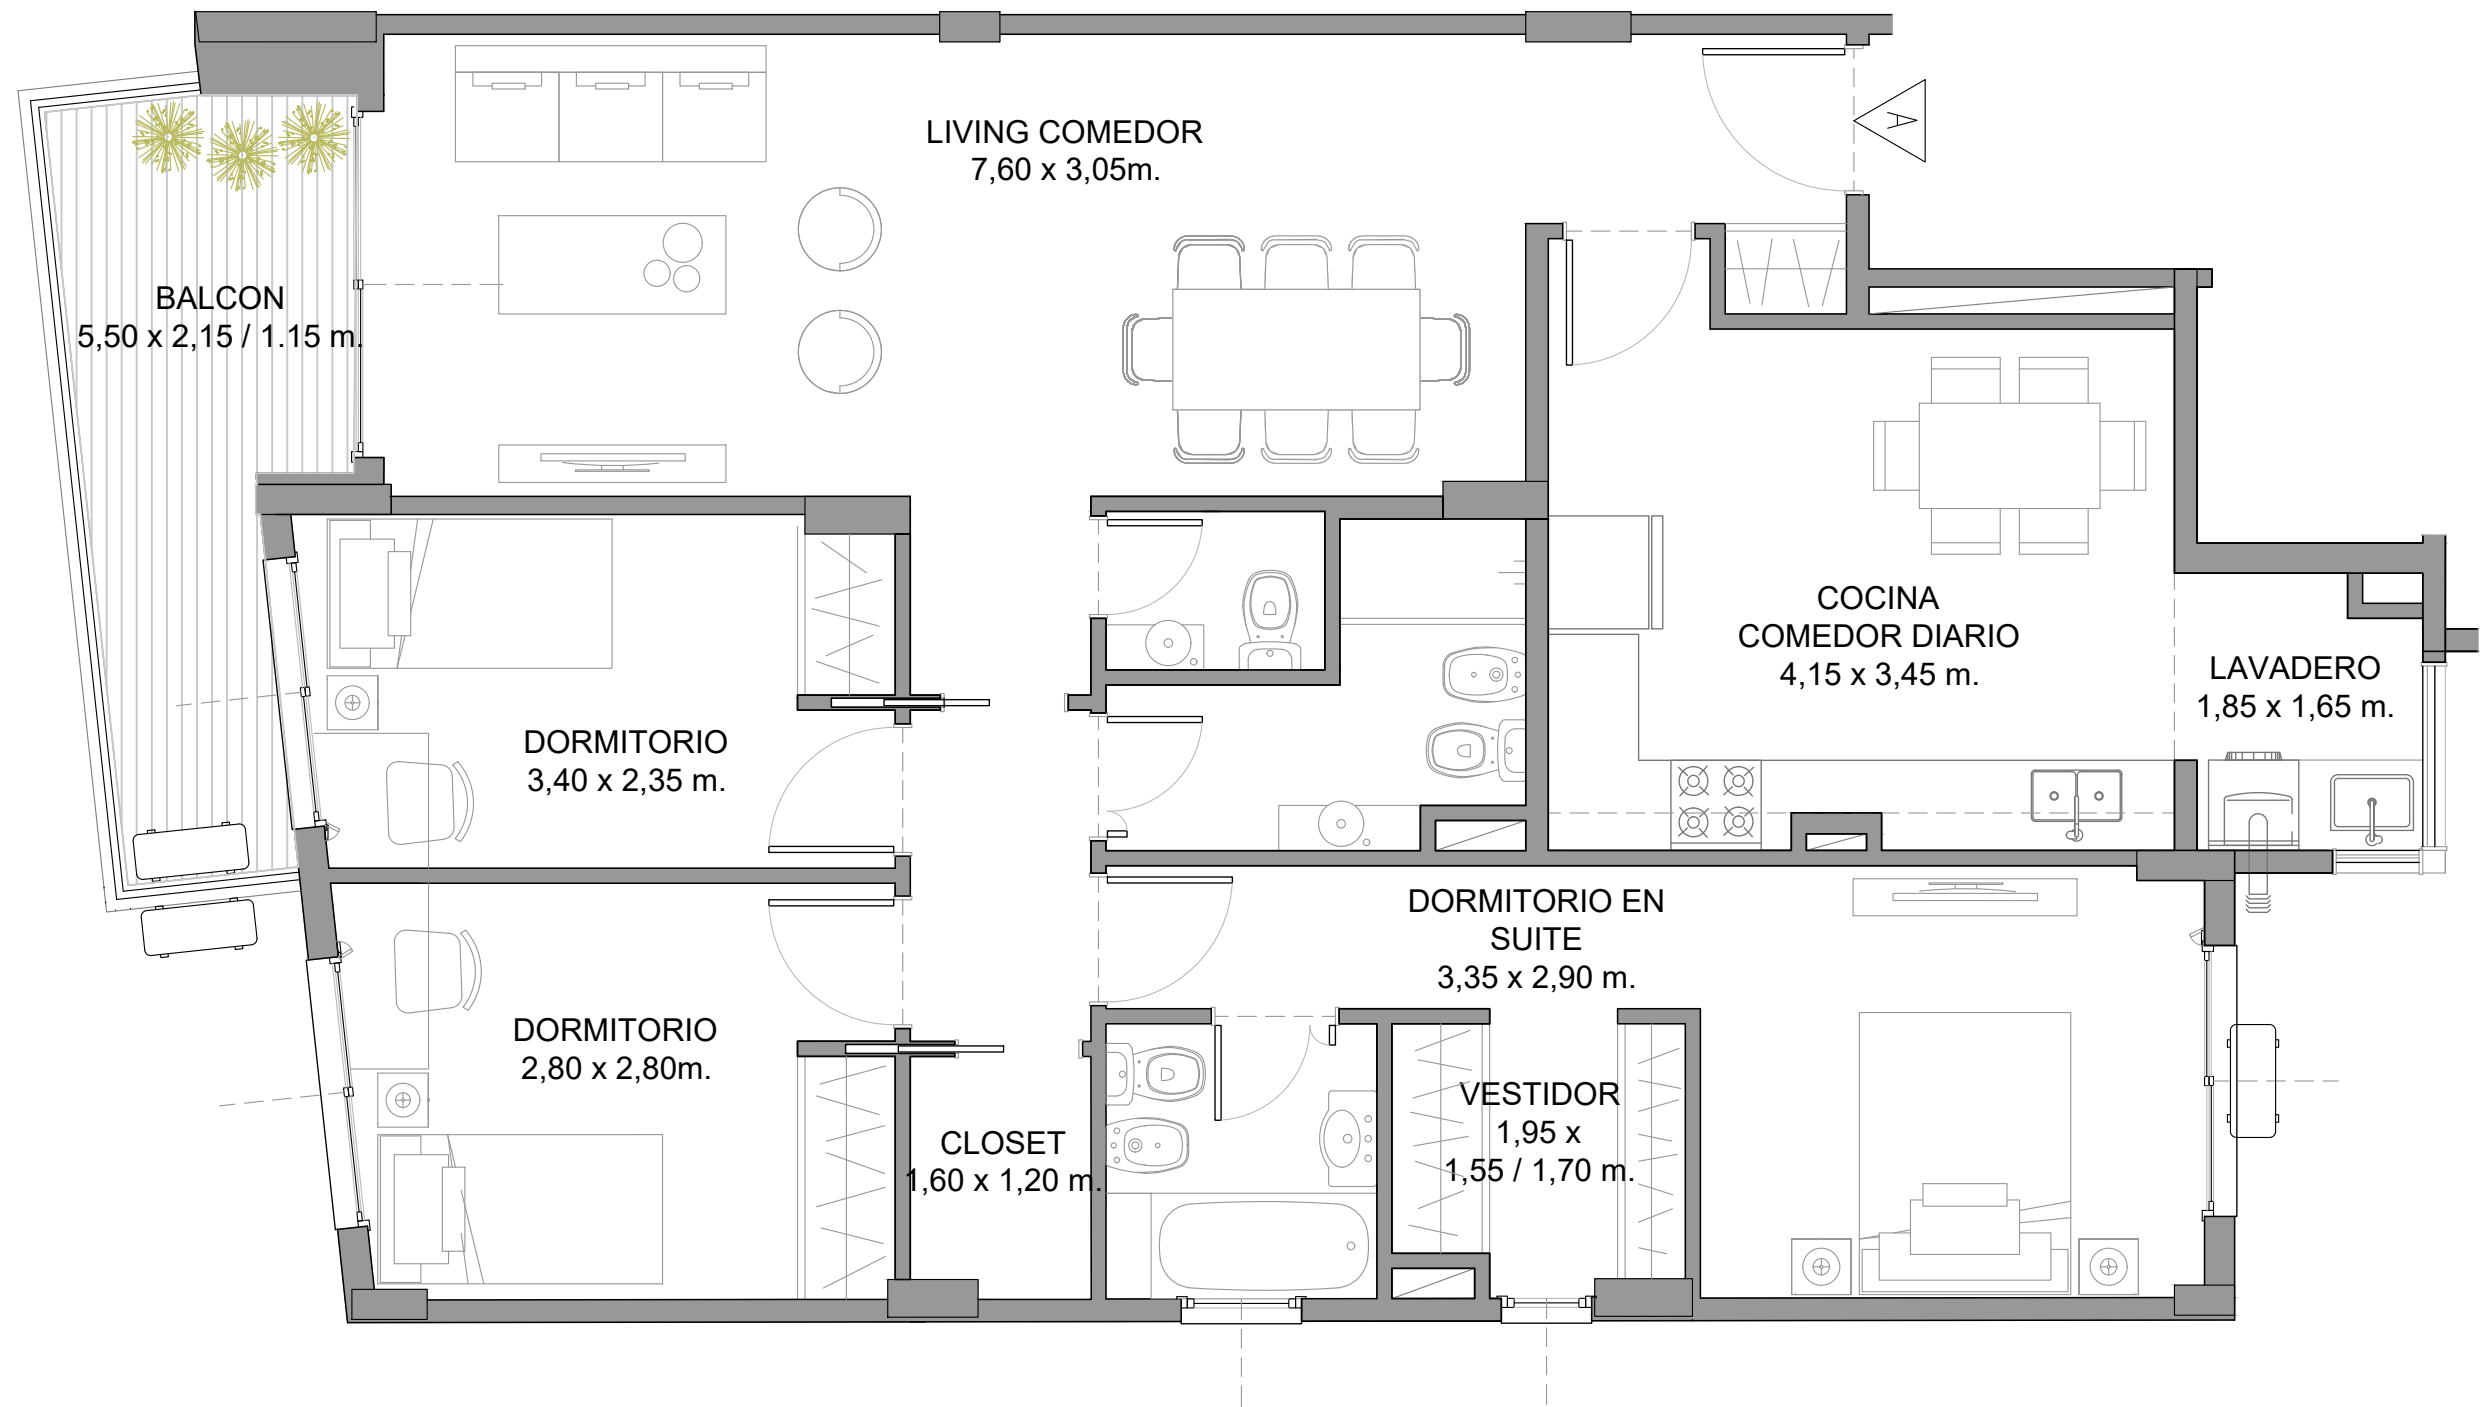 LIVING COMEDOR
7,60 x 3,05m.
A
BALCON
5,50 x 2,15 / 1.15 m.
COCINA
COMEDOR DIARIO
4,15 x 3,45 m.
LAVADERO
1,85 x 1,65 m.
DORMITORIO
3,40 x 2,35 m.
DORMITORIO EN
SUITE
3,35 x 2,90 m.
DORMITORIO
2,80 x 2,80m.
CLOSET
1,60 x 1,20 m.
VESTIDOR
1,95 x
1,55 / 1,70 m.